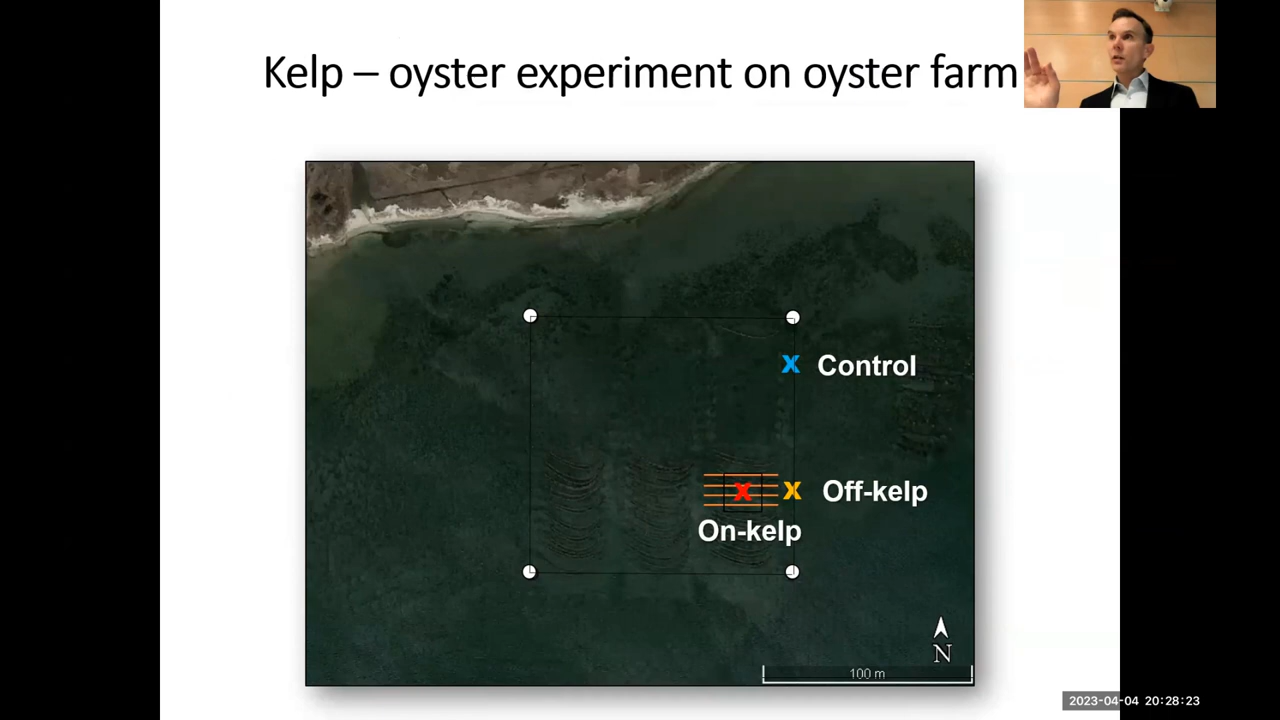 Kelp – oyster experiment on oyster farm
X Control
X X Off-kelp
On-kelp
N
100 m
2023-04-04 20:28:23